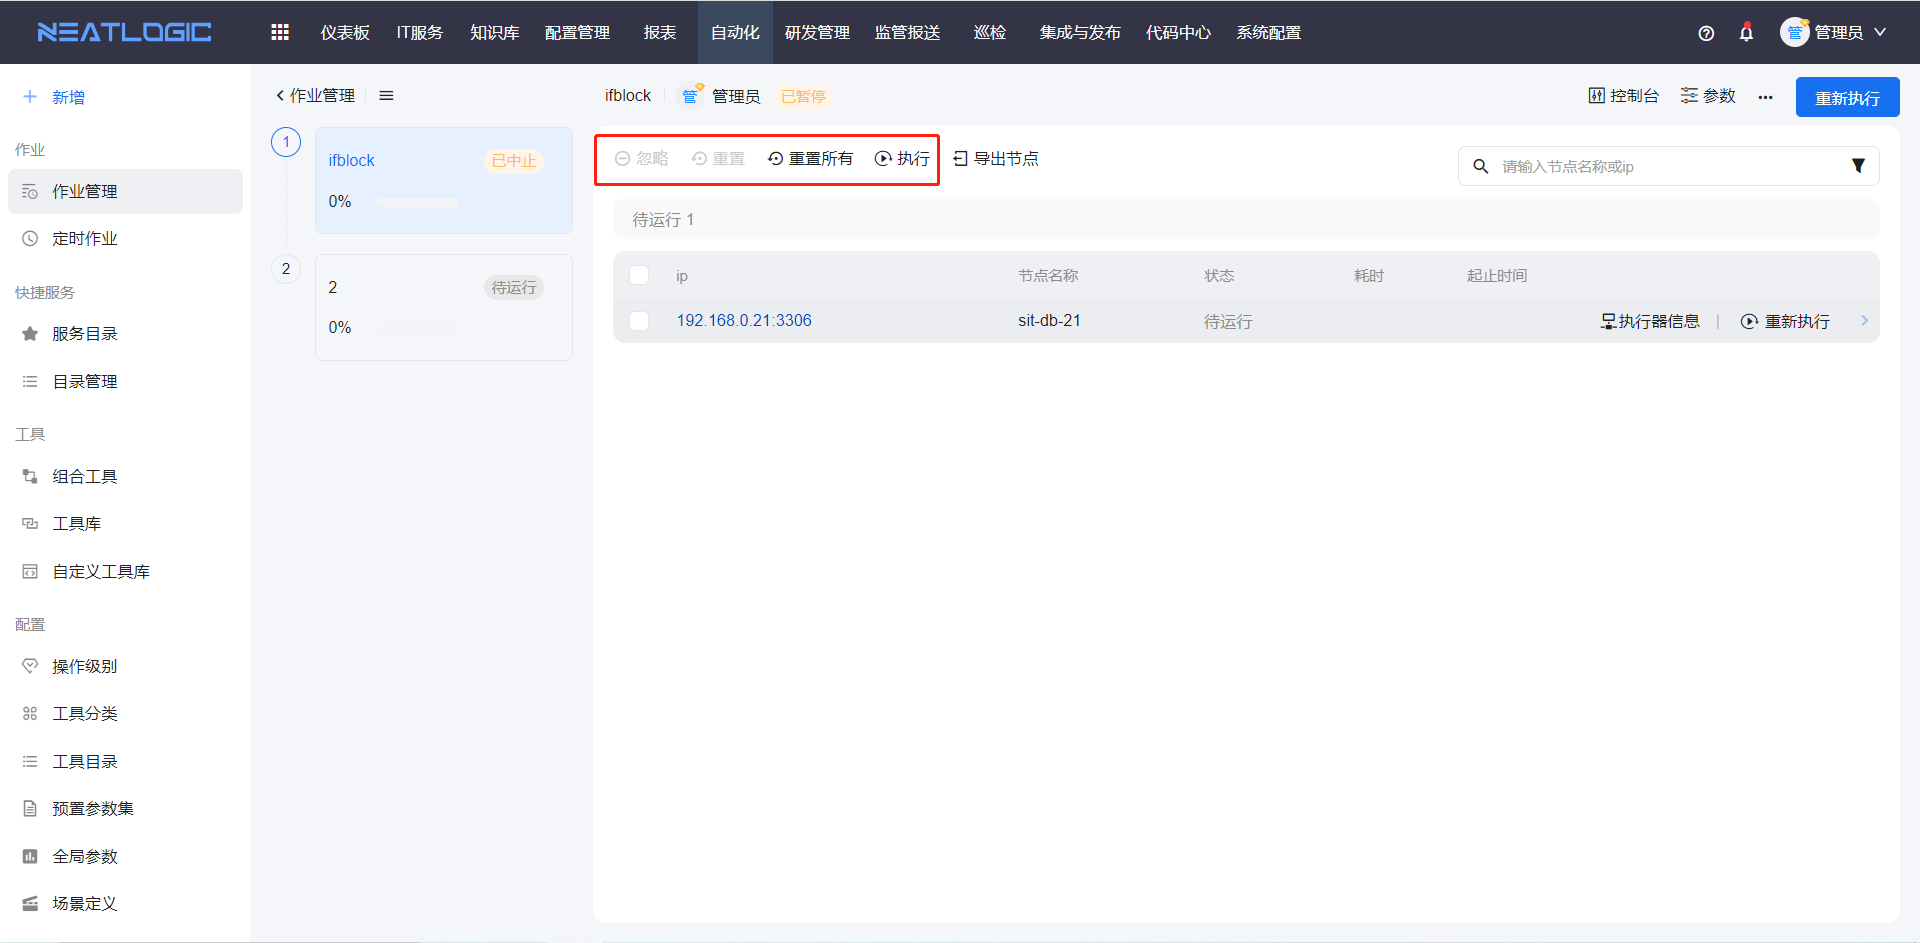 NEATLOGIC 仪表板 IT服务 知识库 配置管理 报表 自动化 研发管理 监管报送 巡检 集成与发布 代码中心 系统配置 管 管理员
新增
作业
作业管理
定时作业
快捷服务
服务目录
目录管理
工具
组合工具
工具库
自定义工具库
配置
操作级别
工具分类
工具目录
预置参数集
全局参数
场景定义
作业管理
1
ifblock 已中止
0%
2
2 待运行
0%
ifblock 管 管理员 已暂停 控制台 参数 ... 重新执行
忽略 重置 重置所有 执行 导出节点 请输入节点名称或ip
待运行 1
ip 节点名称 状态 耗时 起止时间
192.168.0.21:3306 sit-db-21 待运行 执行器信息 重新执行